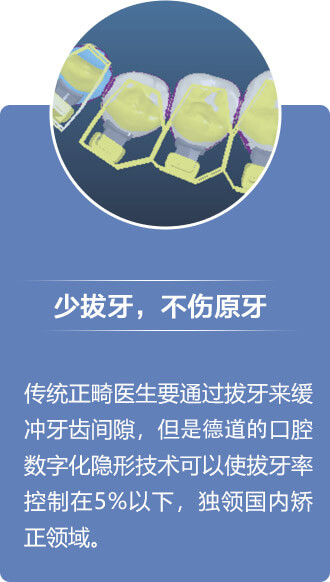 少拔牙，不伤原牙
传统正畸医生要通过拔牙来缓
冲牙齿间隙，但是德道的口腔
数字化隐形技术可以使拔牙率
控制在5%以下，独领国内矫
正领域。